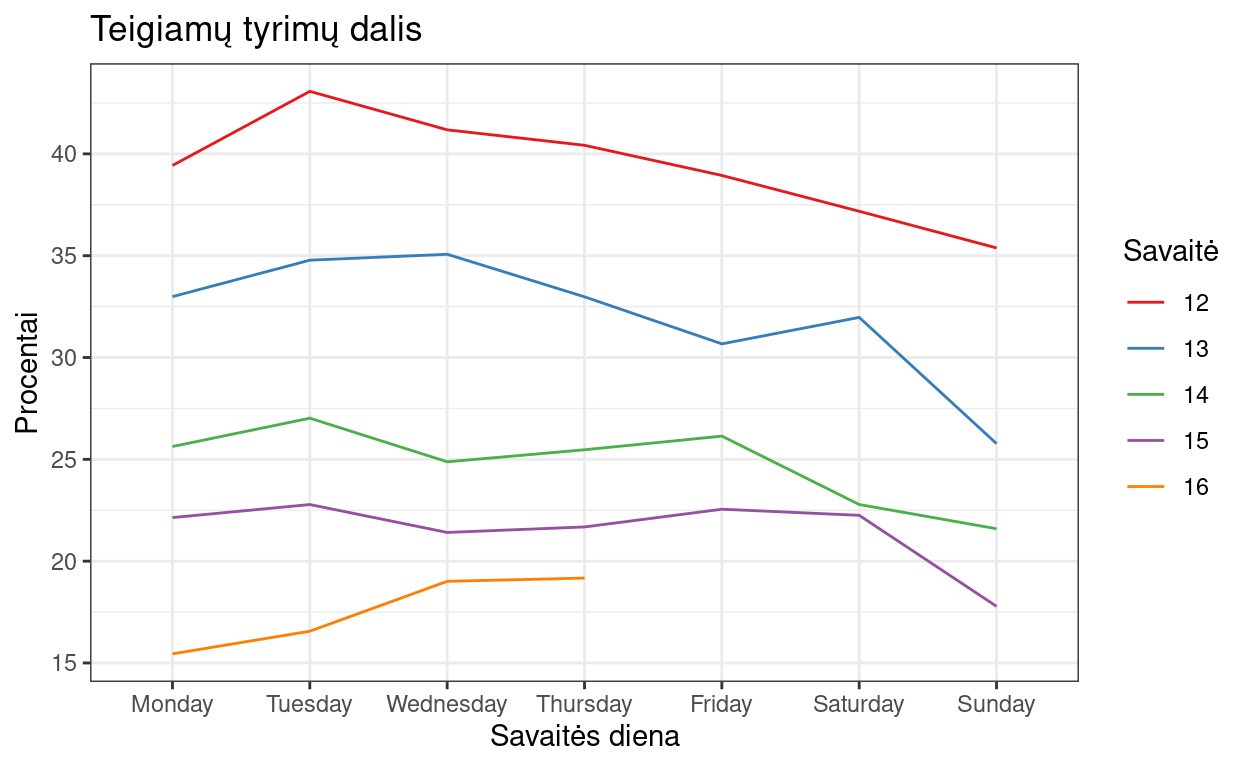 Teigiamų tyrimų dalis
Procentai
40
35
30
25
20
15
Monday Tuesday Wednesday Thursday Friday Saturday Sunday
Savaitės diena
Savaitė
12
13
14
15
16